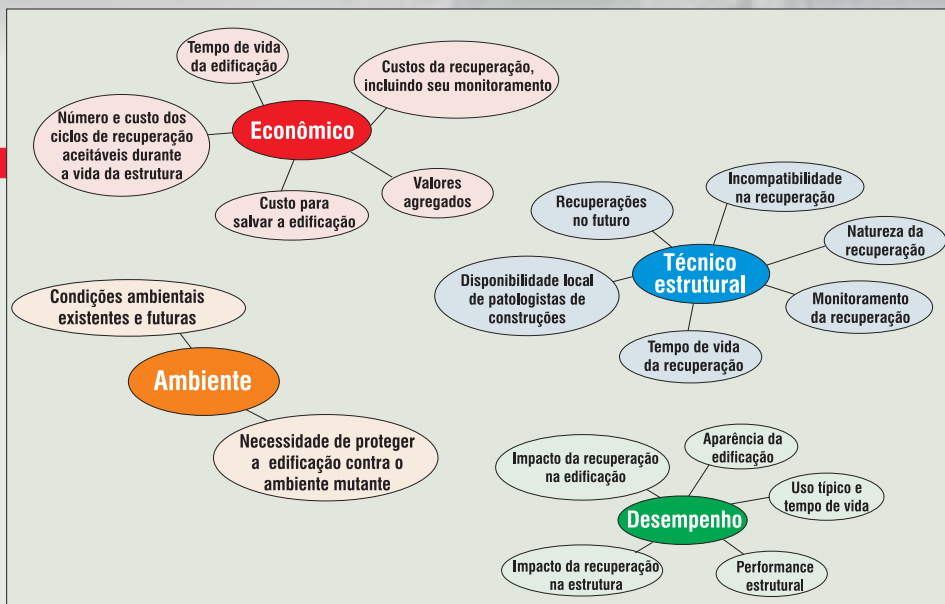 Tempo de vida
da edificação
Custos da recuperação,
incluindo seu monitoramento
Número e custo dos
ciclos de recuperação
aceitáveis durante
a vida da estrutura
Econômico
Custo para
salvar a edificação
Valores
agregados
Recuperações
no futuro
Incompatibilidade
na recuperação
Natureza da
recuperação
Técnico
estrutural
Disponibilidade local
de patologistas de
construções
Monitoramento
da recuperação
Tempo de vida
da recuperação
Condições ambientais
existentes e futuras
Ambiente
Necessidade de proteger
a edificação contra o
ambiente mutante
Impacto da recuperação
na edificação
Aparência da
edificação
Uso típico e
tempo de vida
Desempenho
Impacto da recuperação
na estrutura
Performance
estrutural